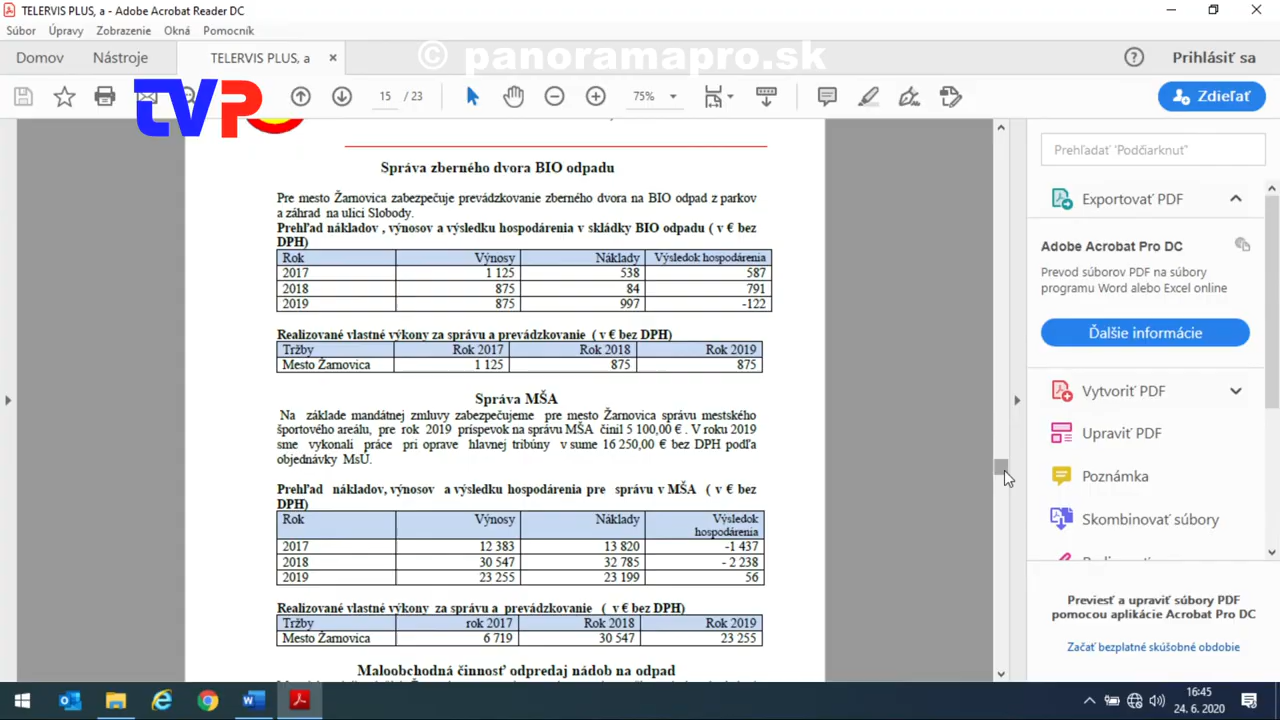 TELERVIS PLUS, a - Adobe Acrobat Reader DC
Súbor Úpravy Zobrazenie Okná Pomocník
© panoramapro.sk
Domov Nástroje TELERVIS PLUS, a × Prihlásiť sa
TVP
15 / 23 75% Zdieľať
Správa zberného dvora BIO odpadu
Pre mesto Žarnovica zabezpečuje prevádzkovanie zberného dvora na BIO odpad z parkov
a záhrad na ulici Slobody.
Prehľad nákladov , výnosov a výsledku hospodárenia v skládky BIO odpadu ( v € bez
DPH)
Rok Výnosy Náklady Výsledok hospodárenia
2017 1 125 538 587
2018 875 84 791
2019 875 997 -122
Realizované vlastné výkony za správu a prevádzkovanie ( v € bez DPH)
Tržby Rok 2017 Rok 2018 Rok 2019
Mesto Žarnovica 1 125 875 875
Správa MŠA
Na základe mandátnej zmluvy zabezpečujeme pre mesto Žarnovica správu mestského
športového areálu, pre rok 2019 príspevok na správu MŠA činil 5 100,00 € . V roku 2019
sme vykonali práce pri oprave hlavnej tribúny v sume 16 250,00 € bez DPH podľa
objednávky MsÚ.
Prehľad nákladov, výnosov a výsledku hospodárenia pre správu v MŠA ( v € bez
DPH)
Rok Výnosy Náklady Výsledok
hospodárenia
2017 12 383 13 820 -1 437
2018 30 547 32 785 - 2 238
2019 23 255 23 199 56
Realizované vlastné výkony za správu a prevádzkovanie ( v € bez DPH)
Tržby rok 2017 Rok 2018 Rok 2019
Mesto Žarnovica 6 719 30 547 23 255
Maloobchodná činnosť odpredaj nádob na odpad
Prehľadať 'Podčiarknuť"
Exportovať PDF
Adobe Acrobat Pro DC
Prevod súborov PDF na súbory
programu Word alebo Excel online
Ďalšie informácie
Vytvoriť PDF
Upraviť PDF
Poznámka
Skombinovať súbory
Previesť a upraviť súbory PDF
pomocou aplikácie Acrobat Pro DC
Začať bezplatné skúšobné obdobie
16:45
24. 6. 2020